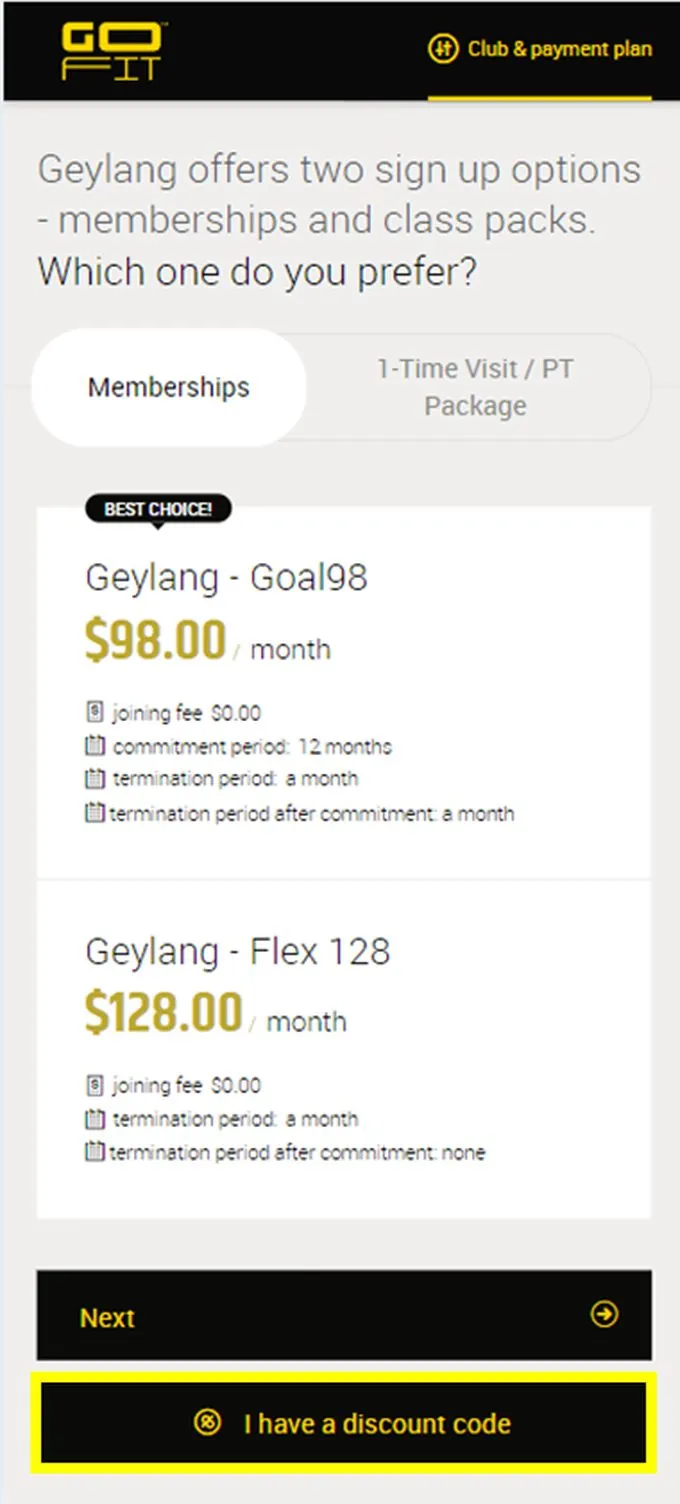 GO™
FIT
Club & payment plan
Geylang offers two sign up options
- memberships and class packs.
Which one do you prefer?
Memberships
1-Time Visit / PT
Package
BEST CHOICE!
Geylang - Goal98
$98.00 / month
joining fee $0.00
commitment period: 12 months
termination period: a month
termination period after commitment: a month
Geylang - Flex 128
$128.00 / month
joining fee $0.00
termination period: a month
termination period after commitment: none
Next
I have a discount code